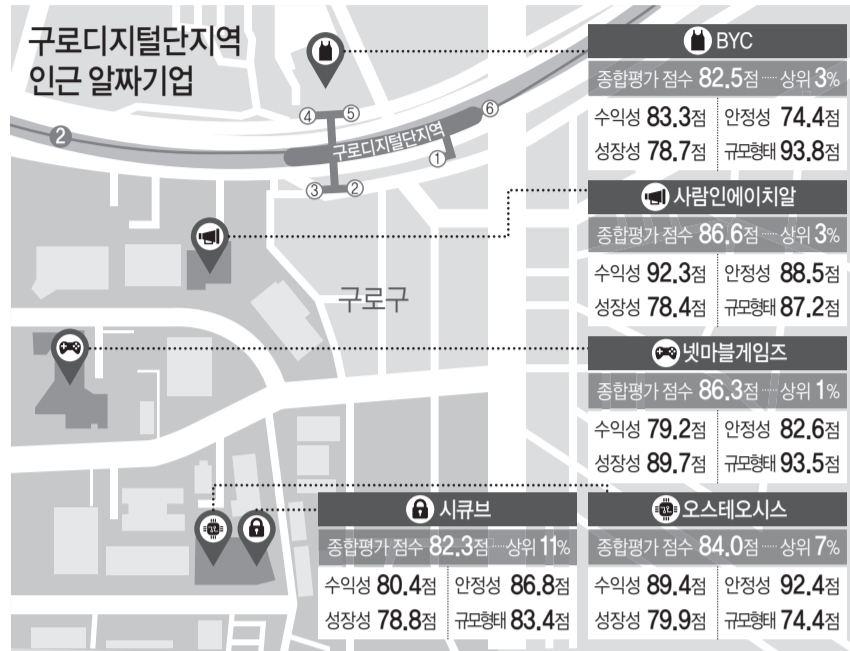 구로디지털단지역
인근 알짜기업
2
④ ⑤
⑥
구로디지털단지역
①
③ ②
구로구
BYC
종합평가 점수 82.5점 ····· 상위 3%
수익성 83.3점 안정성 74.4점
성장성 78.7점 규모형태 93.8점
사람인에이치알
종합평가 점수 86.6점 ····· 상위 3%
수익성 92.3점 안정성 88.5점
성장성 78.4점 규모형태 87.2점
넷마블게임즈
종합평가 점수 86.3점 ····· 상위 1%
수익성 79.2점 안정성 82.6점
성장성 89.7점 규모형태 93.5점
시큐브
종합평가 점수 82.3점 ····· 상위 11%
수익성 80.4점 안정성 86.8점
성장성 78.8점 규모형태 83.4점
오스테오시스
종합평가 점수 84.0점 ····· 상위 7%
수익성 89.4점 안정성 92.4점
성장성 79.9점 규모형태 74.4점